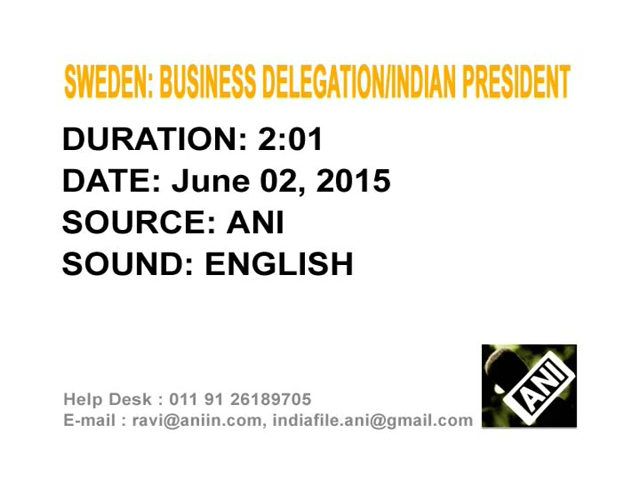 SWEDEN: BUSINESS DELEGATION/INDIAN PRESIDENT
DURATION: 2:01
DATE: June 02, 2015
SOURCE: ANI
SOUND: ENGLISH
ANI
Help Desk : 011 91 26189705
E-mail : ravi@aniin.com, indiafile.ani@gmail.com